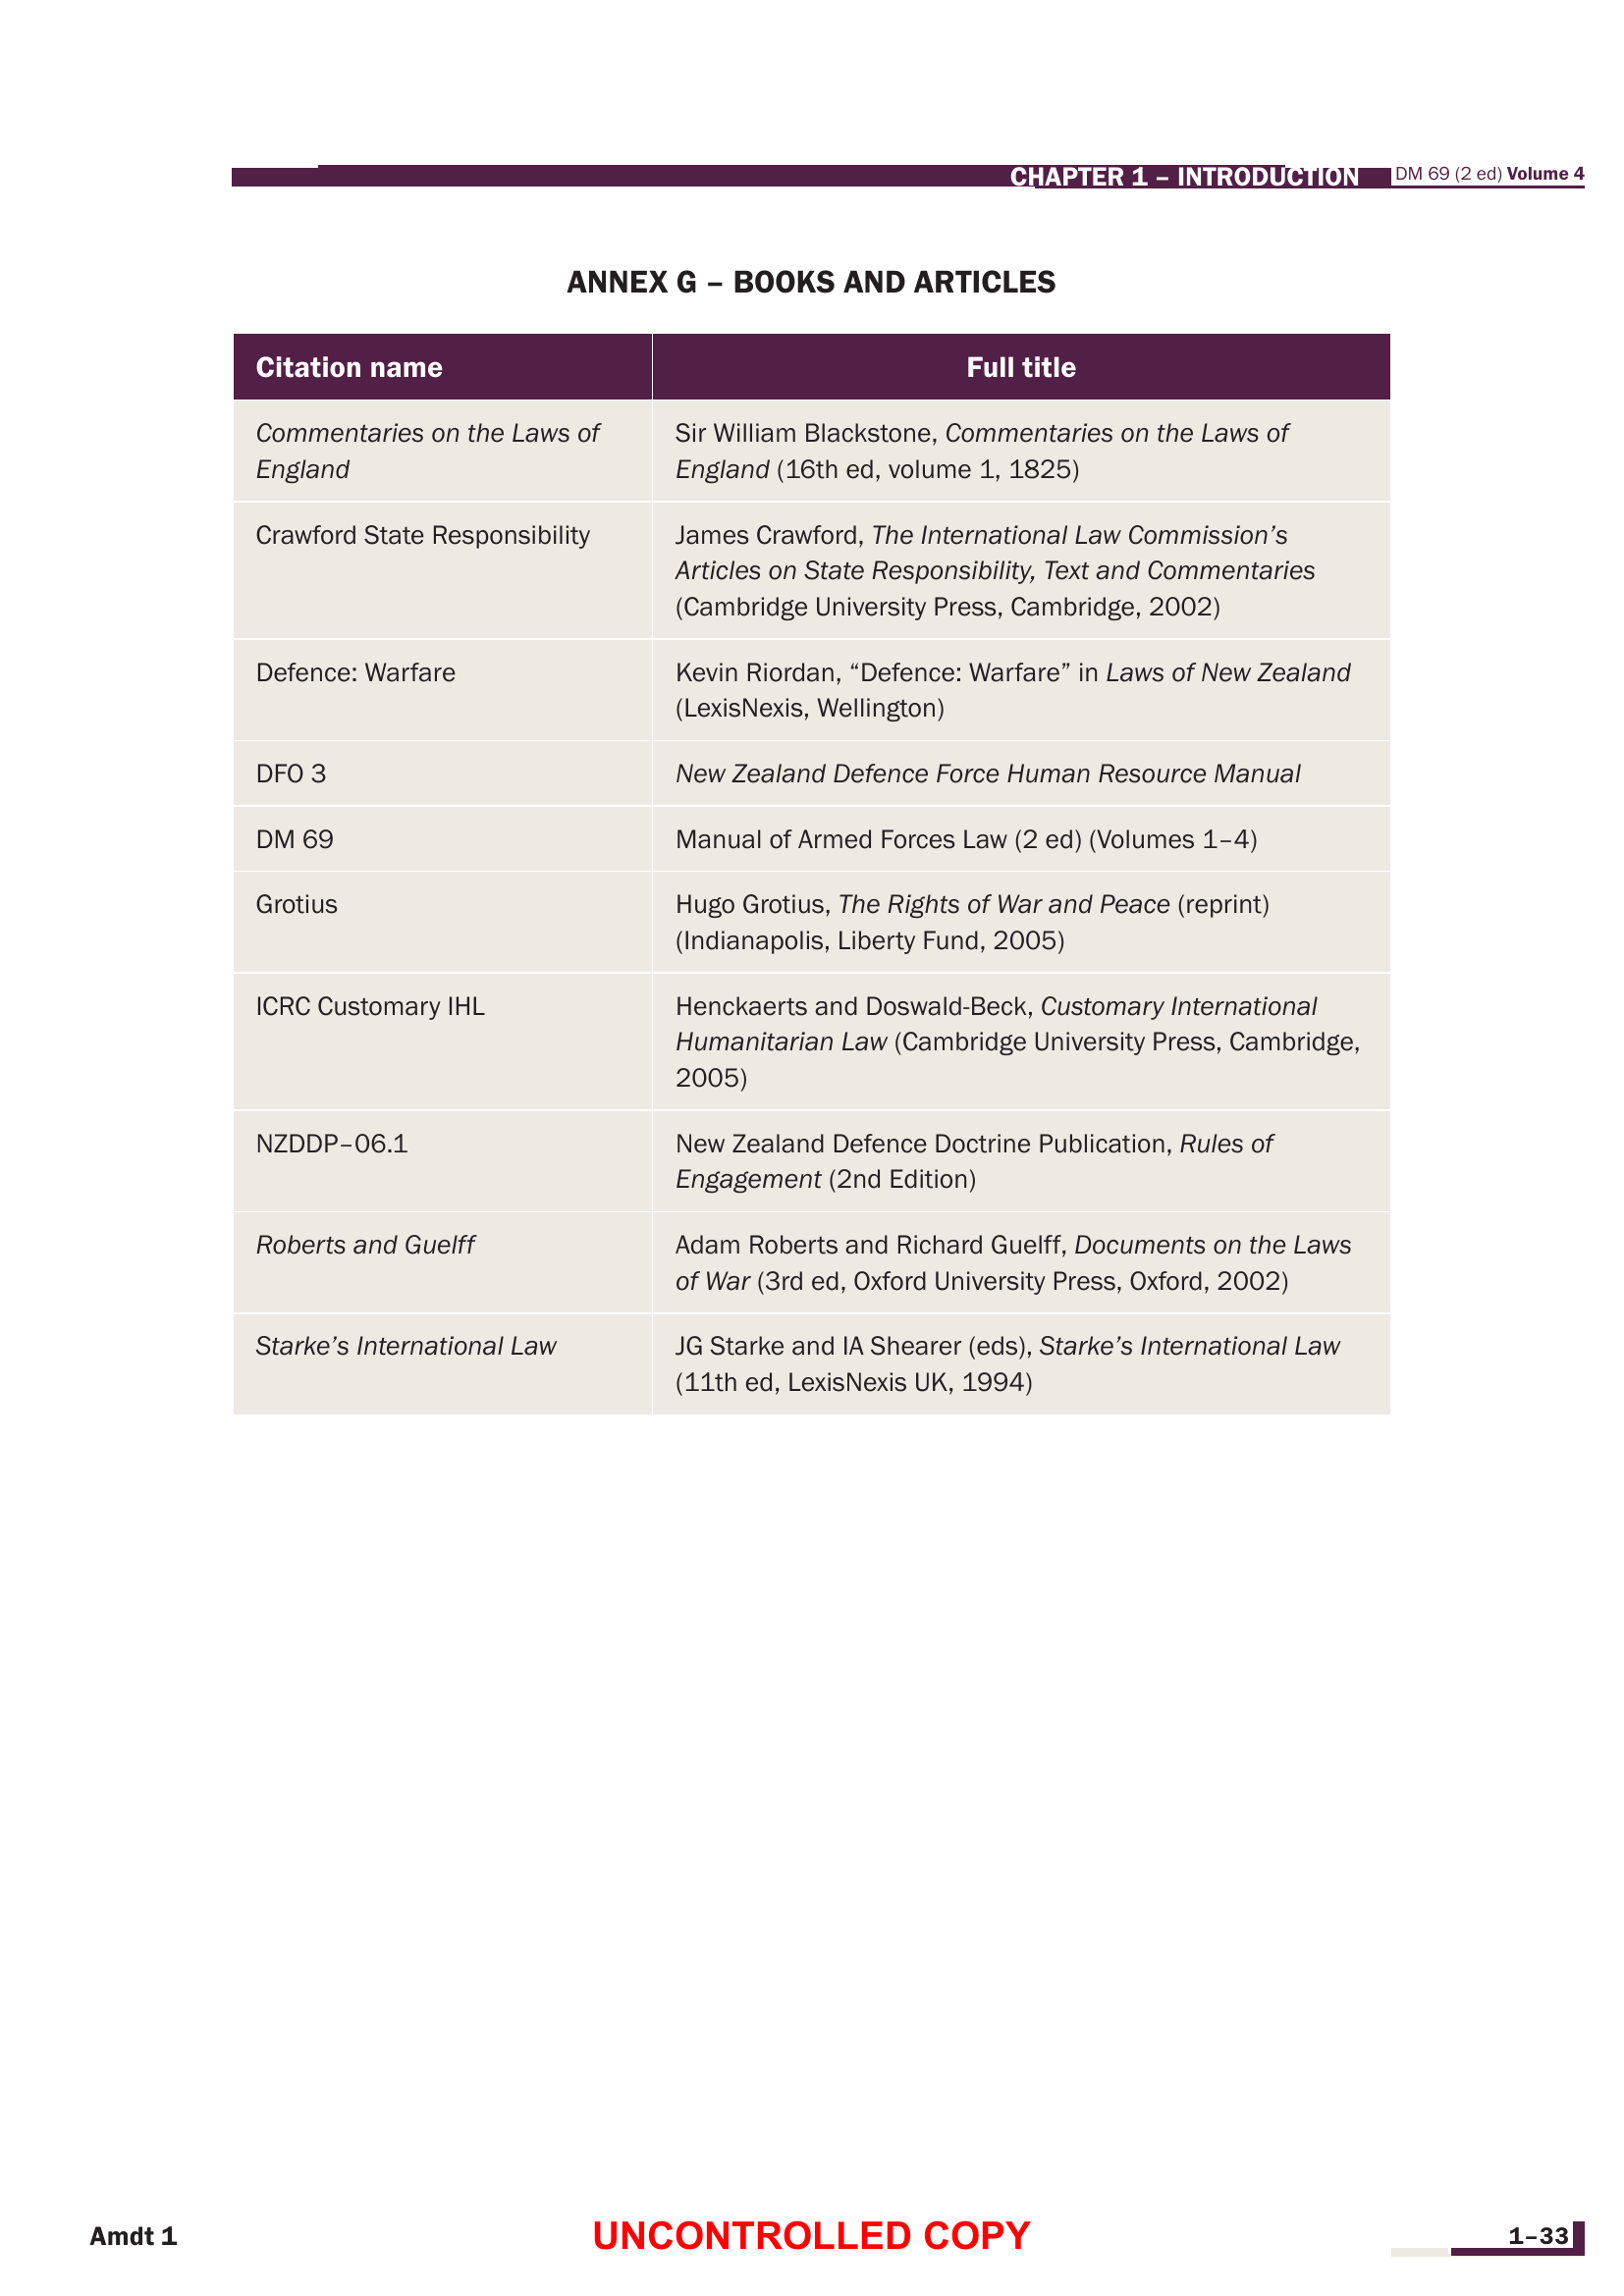 CHAPTER 1 – INTRODUCTION DM 69 (2 ed) Volume 4
ANNEX G – BOOKS AND ARTICLES
Citation name Full title
Commentaries on the Laws of
England
Sir William Blackstone, Commentaries on the Laws of
England (16th ed, volume 1, 1825)
Crawford State Responsibility
James Crawford, The International Law Commission’s
Articles on State Responsibility, Text and Commentaries
(Cambridge University Press, Cambridge, 2002)
Defence: Warfare
Kevin Riordan, “Defence: Warfare” in Laws of New Zealand
(LexisNexis, Wellington)
DFO 3
New Zealand Defence Force Human Resource Manual
DM 69
Manual of Armed Forces Law (2 ed) (Volumes 1–4)
Grotius
Hugo Grotius, The Rights of War and Peace (reprint)
(Indianapolis, Liberty Fund, 2005)
ICRC Customary IHL
Henckaerts and Doswald-Beck, Customary International
Humanitarian Law (Cambridge University Press, Cambridge,
2005)
NZDDP–06.1
New Zealand Defence Doctrine Publication, Rules of
Engagement (2nd Edition)
Roberts and Guelff
Adam Roberts and Richard Guelff, Documents on the Laws
of War (3rd ed, Oxford University Press, Oxford, 2002)
Starke’s International Law
JG Starke and IA Shearer (eds), Starke’s International Law
(11th ed, LexisNexis UK, 1994)
Amdt 1 UNCONTROLLED COPY 1–33